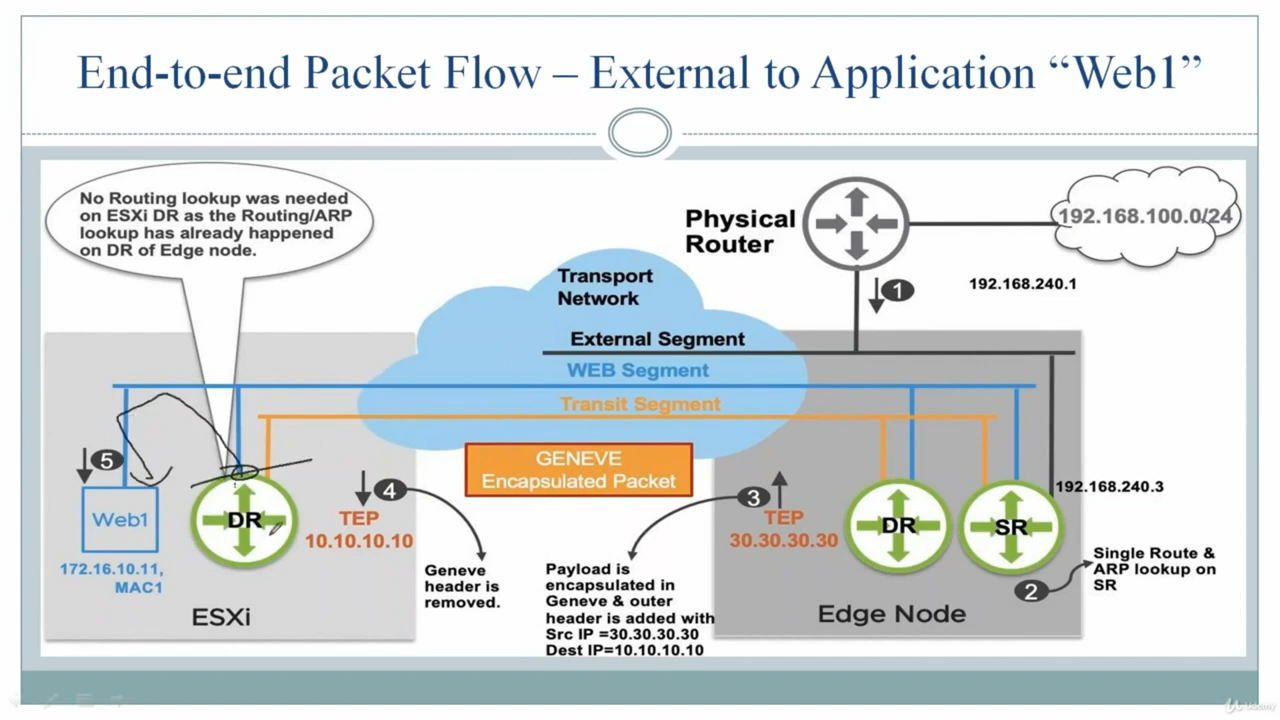 End-to-end Packet Flow – External to Application “Web1”
No Routing lookup was needed
on ESXi DR as the Routing/ARP
lookup has already happened
on DR of Edge node.
Physical
Router
192.168.100.0/24
192.168.240.1
1
Transport
Network
External Segment
WEB Segment
Transit Segment
GENEVE
Encapsulated Packet
5
Web1
172.16.10.11,
MAC1
DR
ESXi
4
TEP
10.10.10.10
Geneve
header is
removed.
3
TEP
30.30.30.30
Payload is
encapsulated in
Geneve & outer
header is added with
Src IP =30.30.30.30
Dest IP=10.10.10.10
DR
SR
192.168.240.3
2
Single Route &
ARP lookup on
SR
Edge Node
Udemy